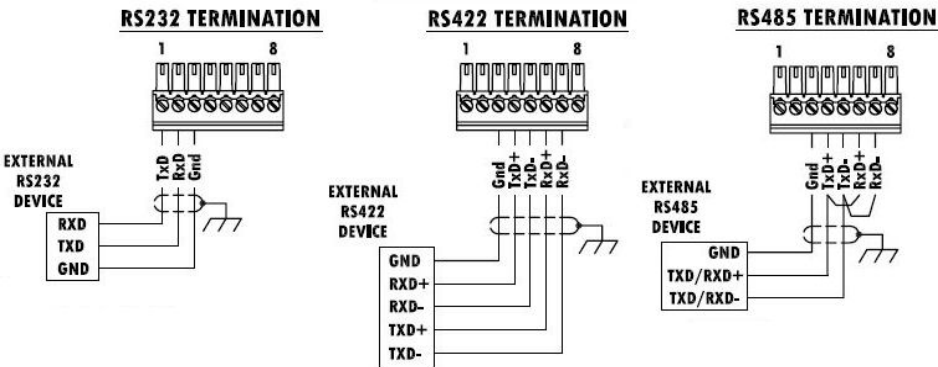 RS232 TERMINATION
1 8
TxD
RxD
Gnd
EXTERNAL
RS232
DEVICE
RXD
TXD
GND
RS422 TERMINATION
1 8
Gnd
TxD+
TxD-
RxD+
RxD-
EXTERNAL
RS422
DEVICE
GND
RXD+
RXD-
TXD+
TXD-
RS485 TERMINATION
1 8
Gnd
TxD+
TxD-
RxD+
RxD-
EXTERNAL
RS485
DEVICE
GND
TXD/RXD+
TXD/RXD-